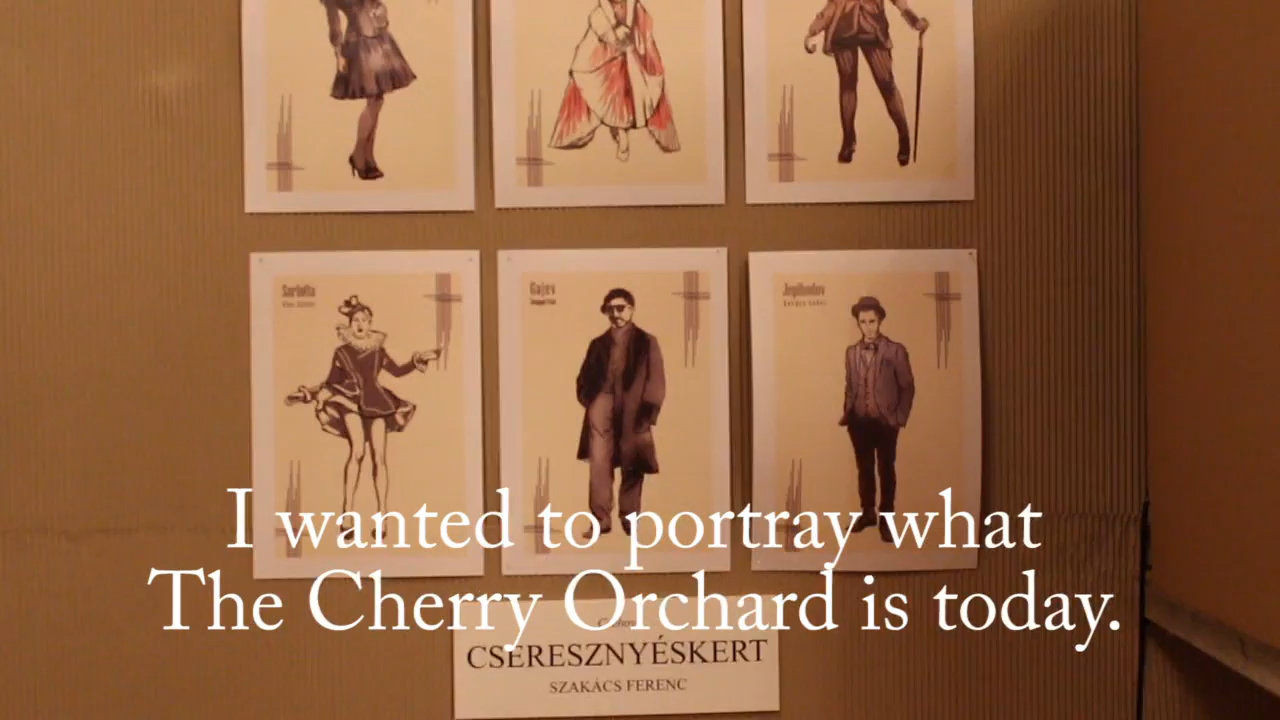 Sarlotta
Gajev
Jepihodov
I wanted to portray what
The Cherry Orchard is today.
CSERESZNYÉSKERT
SZAKÁCS FERENC